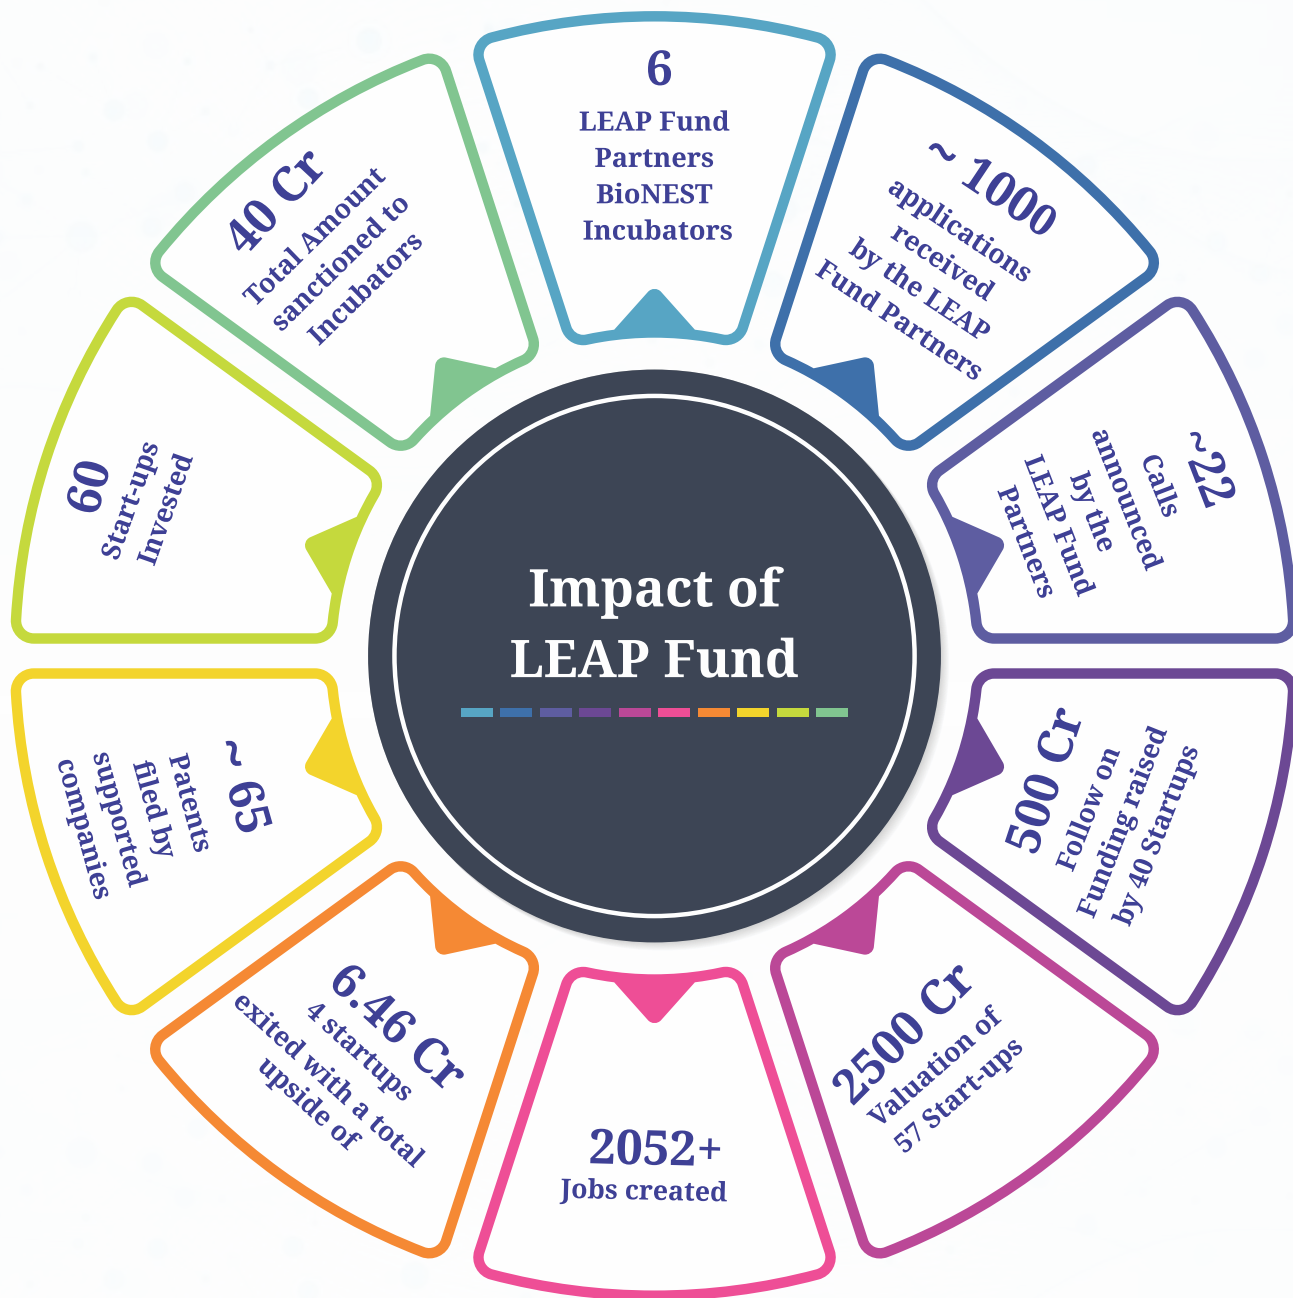 Impact of
LEAP Fund
6
LEAP Fund
Partners
BioNEST
Incubators
~ 1000
applications
received
by the LEAP
Fund Partners
~22
Calls
announced
by the
LEAP Fund
Partners
500 Cr
Follow on
Funding raised
by 40 Startups
2500 Cr
Valuation of
57 Start-ups
2052+
Jobs created
6.46 Cr
4 startups
exited with a total
upside of
~ 65
Patents
filed by
supported
companies
60
Start-ups
Invested
40 Cr
Total Amount
sanctioned to
Incubators